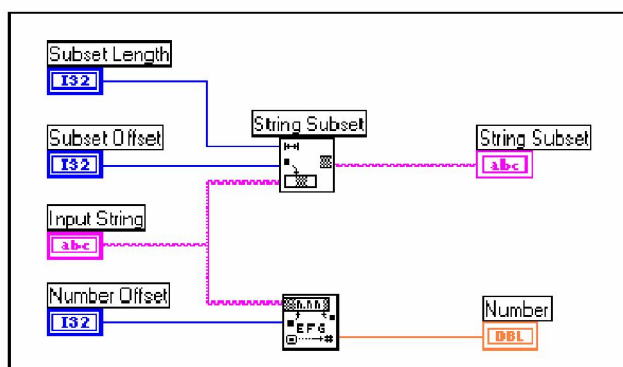 Subset Length
I32
String Subset
String Subset
Subset Offset
I32
abc
Input String
abc
Number Offset
I32
n.nn
Number
E F G
DBL
#